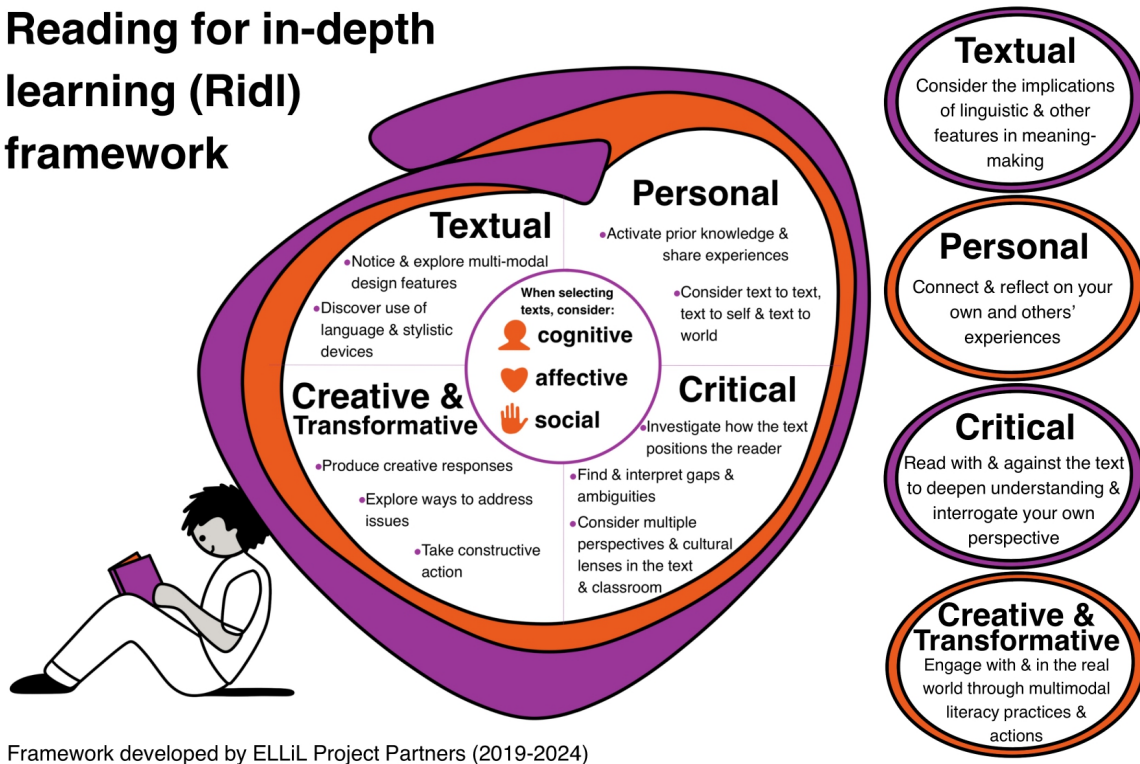 Reading for in-depth
learning (Ridl)
framework
Textual
•Notice & explore multi-modal
design features
•Discover use of
language & stylistic
devices
Personal
•Activate prior knowledge &
share experiences
•Consider text to text,
text to self & text to
world
When selecting
texts, consider:
cognitive
affective
social
Creative &
Transformative
•Produce creative responses
•Explore ways to address
issues
•Take constructive
action
Critical
•Investigate how the text
positions the reader
•Find & interpret gaps &
ambiguities
•Consider multiple
perspectives & cultural
lenses in the text
& classroom
Textual
Consider the implications
of linguistic & other
features in meaning-
making
Personal
Connect & reflect on your
own and others’
experiences
Critical
Read with & against the text
to deepen understanding &
interrogate your own
perspective
Creative &
Transformative
Engage with & in the real
world through multimodal
literacy practices &
actions
Framework developed by ELLiL Project Partners (2019-2024)